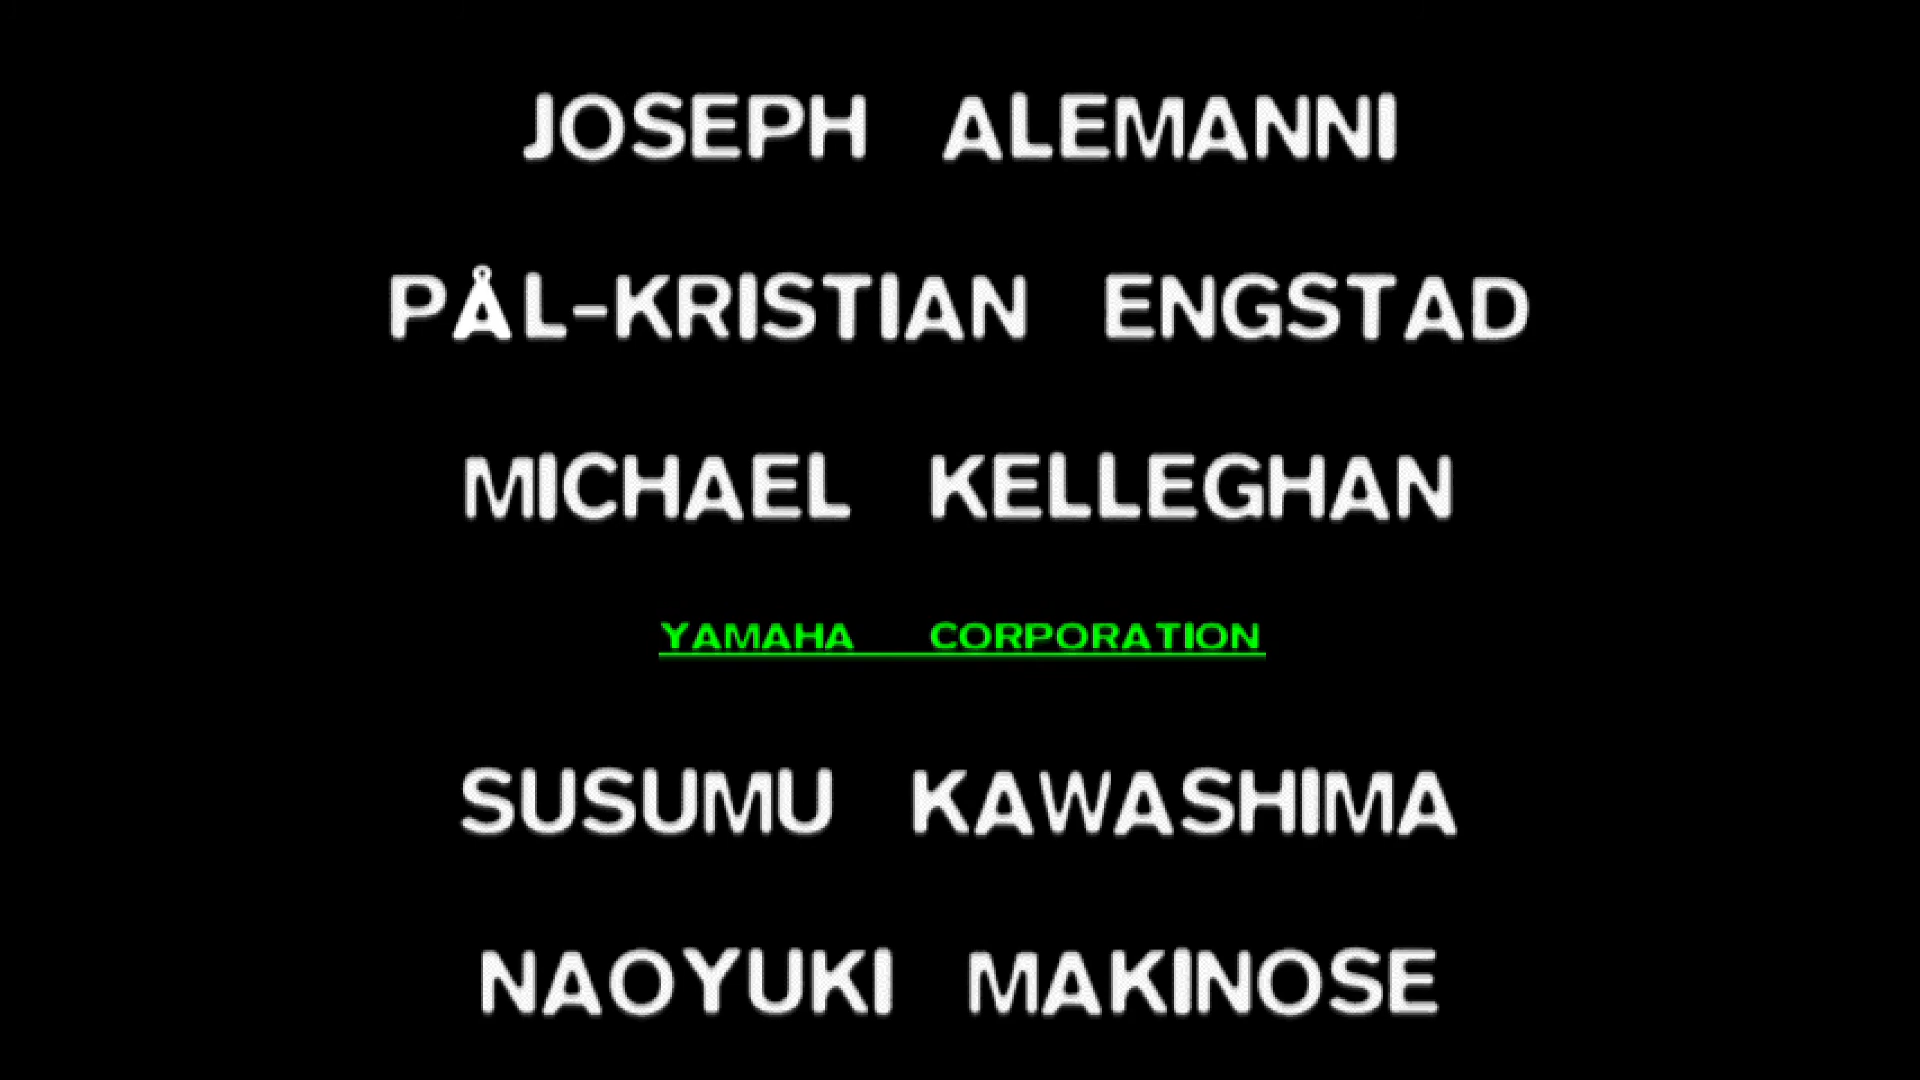 JOSEPH ALEMANNI
PÅL-KRISTIAN ENGSTAD
MICHAEL KELLEGHAN
YAMAHA CORPORATION
SUSUMU KAWASHIMA
NAOYUKI MAKINOSE